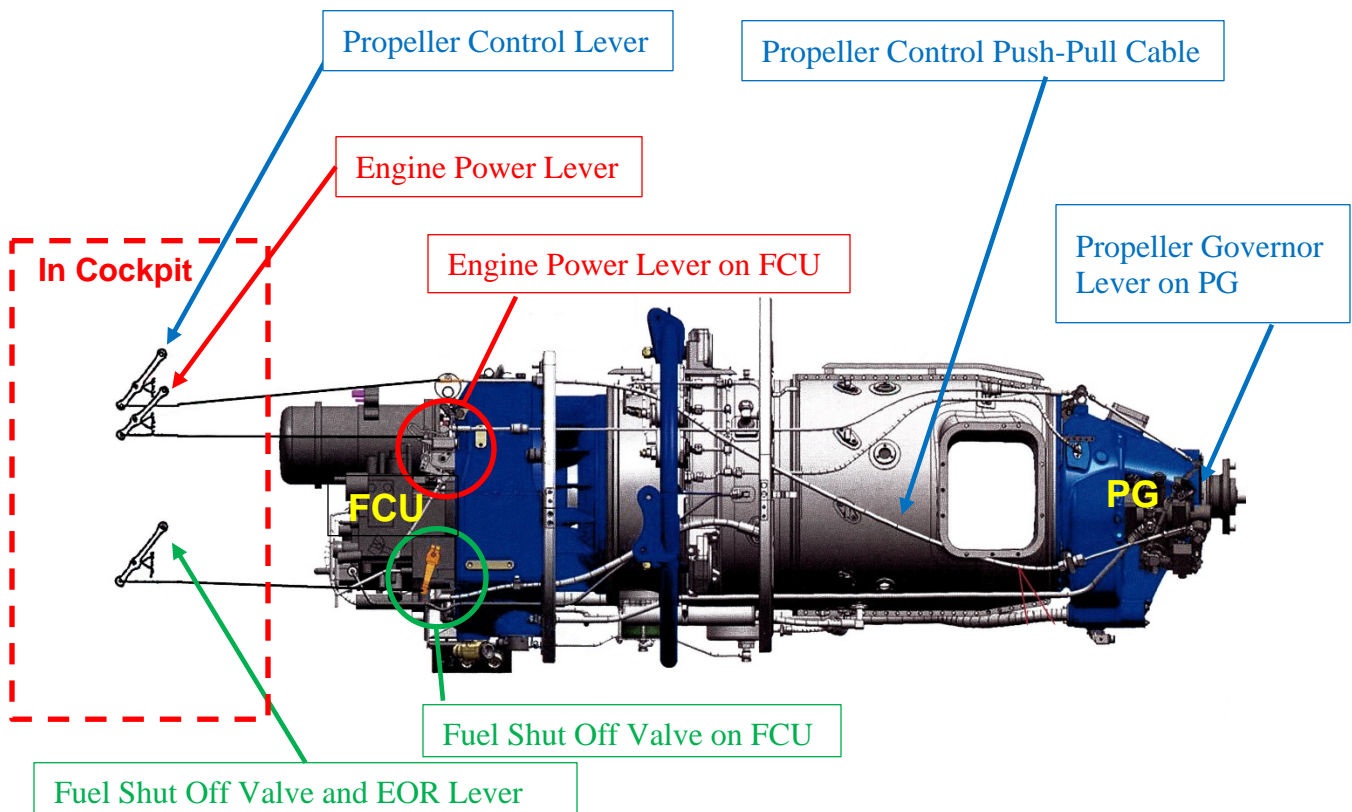 Propeller Control Lever
Propeller Control Push-Pull Cable
Engine Power Lever
In Cockpit
Engine Power Lever on FCU
Propeller Governor
Lever on PG
FCU
PG
Fuel Shut Off Valve on FCU
Fuel Shut Off Valve and EOR Lever